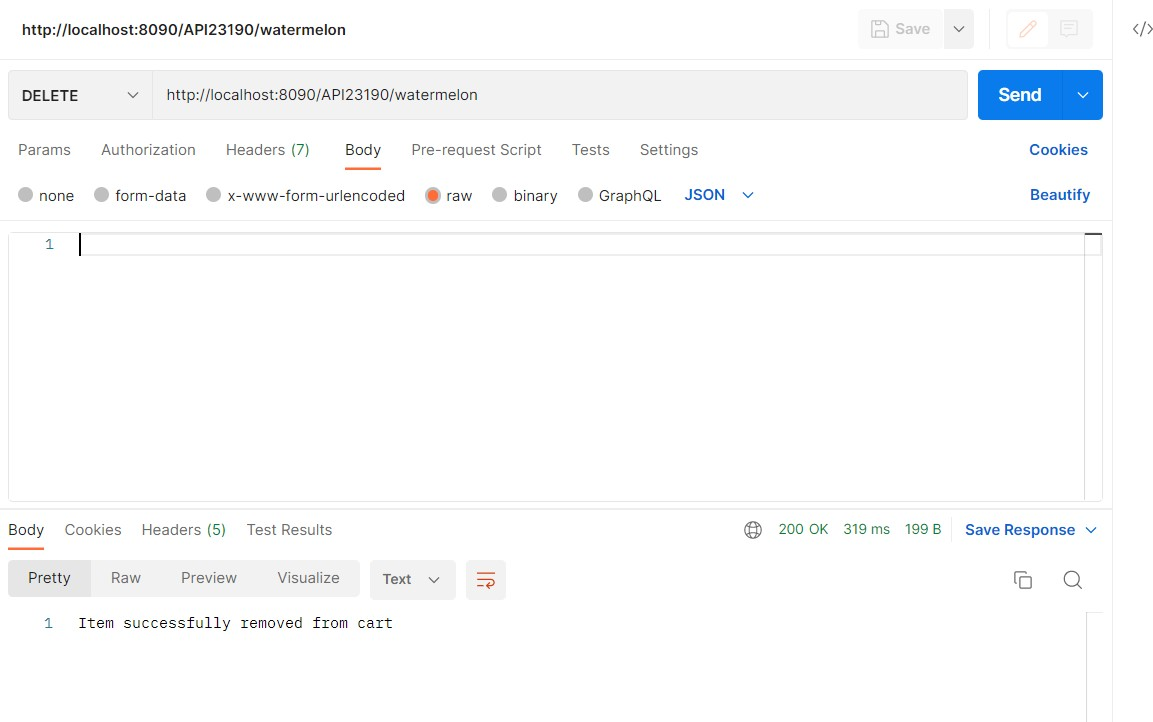 http://localhost:8090/API23190/watermelon Save
DELETE http://localhost:8090/API23190/watermelon Send
Params Authorization Headers (7) Body Pre-request Script Tests Settings Cookies
none form-data x-www-form-urlencoded raw binary GraphQL JSON Beautify
1
Body Cookies Headers (5) Test Results 200 OK 319 ms 199 B Save Response
Pretty Raw Preview Visualize Text
1 Item successfully removed from cart